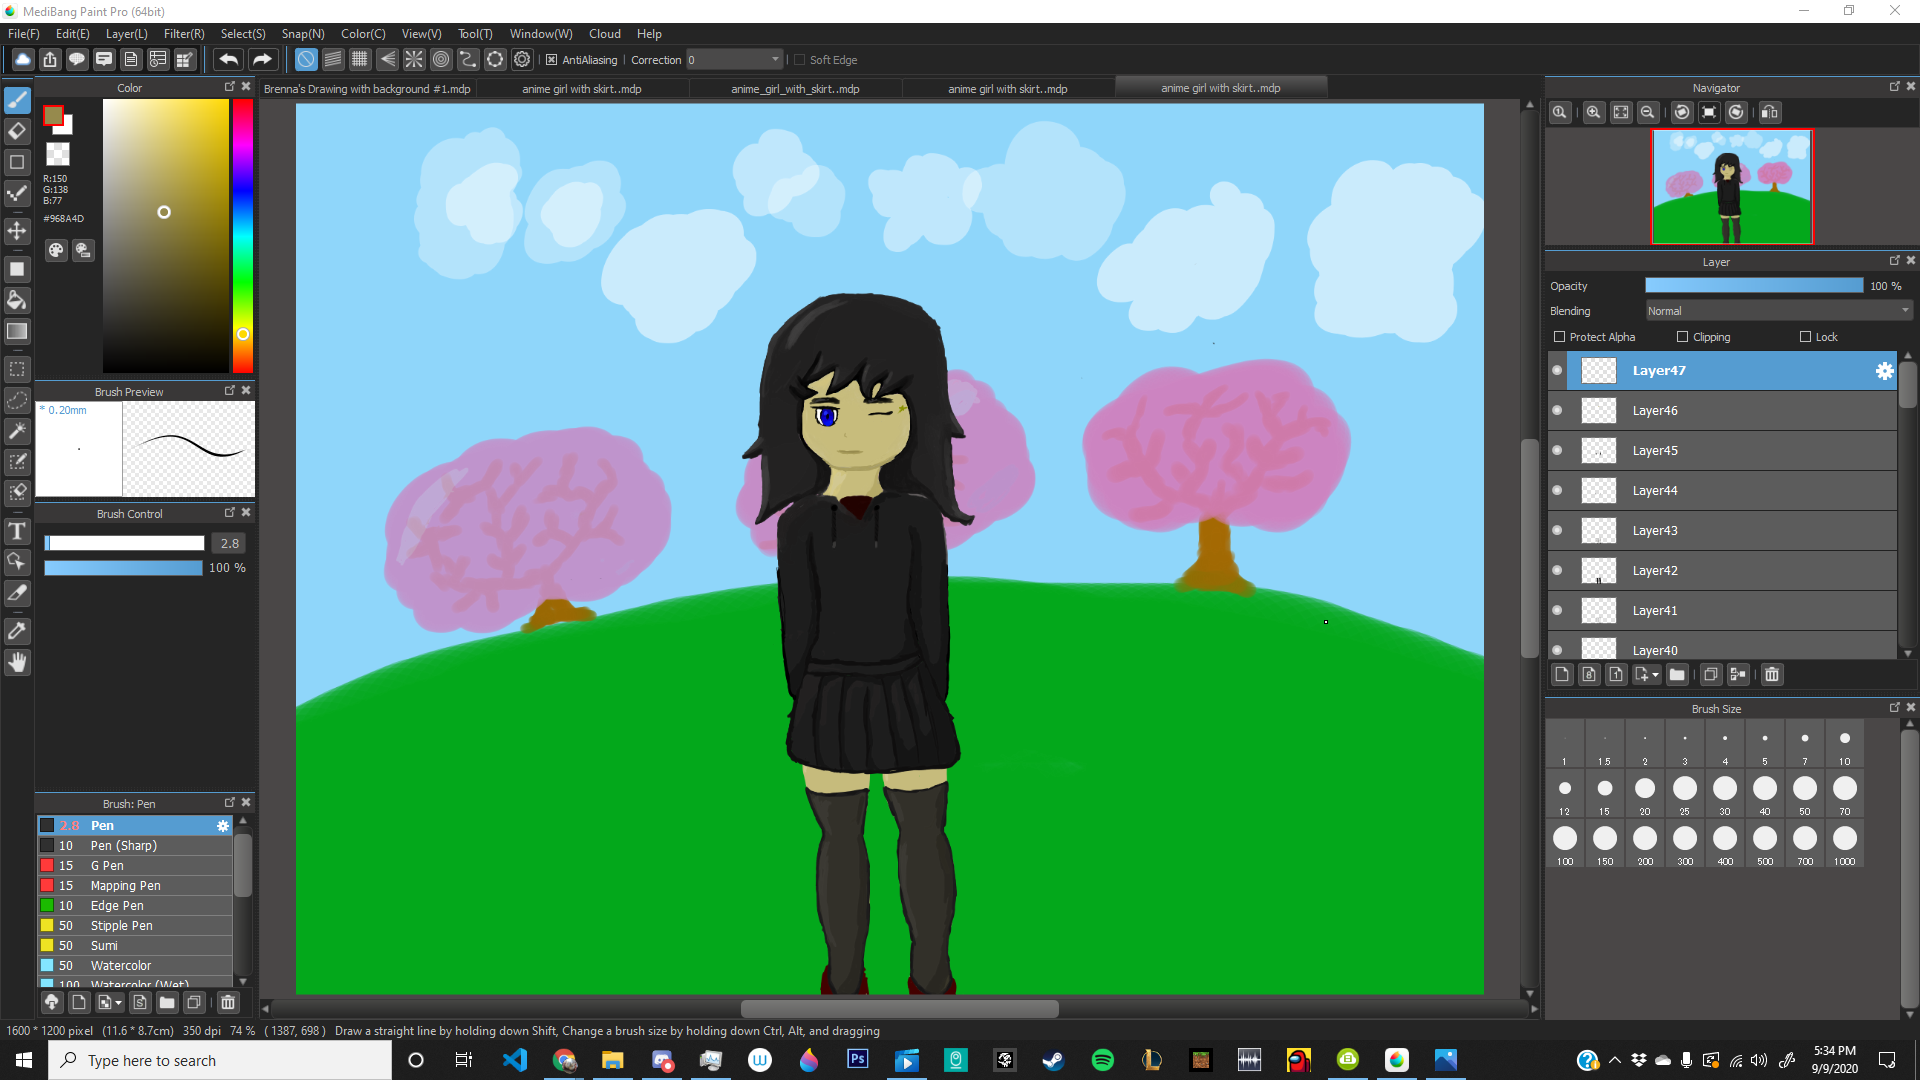 MediBang Paint Pro (64bit)
File(F) Edit(E) Layer(L) Filter(R) Select(S) Snap(N) Color(C) View(V) Tool(T) Window(W) Cloud Help
AntiAliasing Correction 0 Soft Edge
Color
Brenna's Drawing with background #1.mdp
anime girl with skirt..mdp
anime_girl_with_skirt..mdp
anime girl with skirt..mdp
anime girl with skirt..mdp
Navigator
R:150
G:138
B:77
#968A4D
Layer
Opacity 100 %
Blending Normal
Protect Alpha Clipping Lock
Layer47
Layer46
Layer45
Layer44
Layer43
Layer42
Layer41
Layer40
Brush Preview
* 0.20mm
Brush Control
2.8
100 %
Brush Size
1 1.5 2 3 4 5 7 10
12 15 20 25 30 40 50 70
100 150 200 300 400 500 700 1000
Brush: Pen
2.8 Pen
10 Pen (Sharp)
15 G Pen
15 Mapping Pen
10 Edge Pen
50 Stipple Pen
50 Sumi
50 Watercolor
100 Watercolor (Wet)
1600 * 1200 pixel (11.6 * 8.7cm) 350 dpi 74 % ( 1387, 698 ) Draw a straight line by holding down Shift, Change a brush size by holding down Ctrl, Alt, and dragging
Type here to search
Ps
5:34 PM
9/9/2020